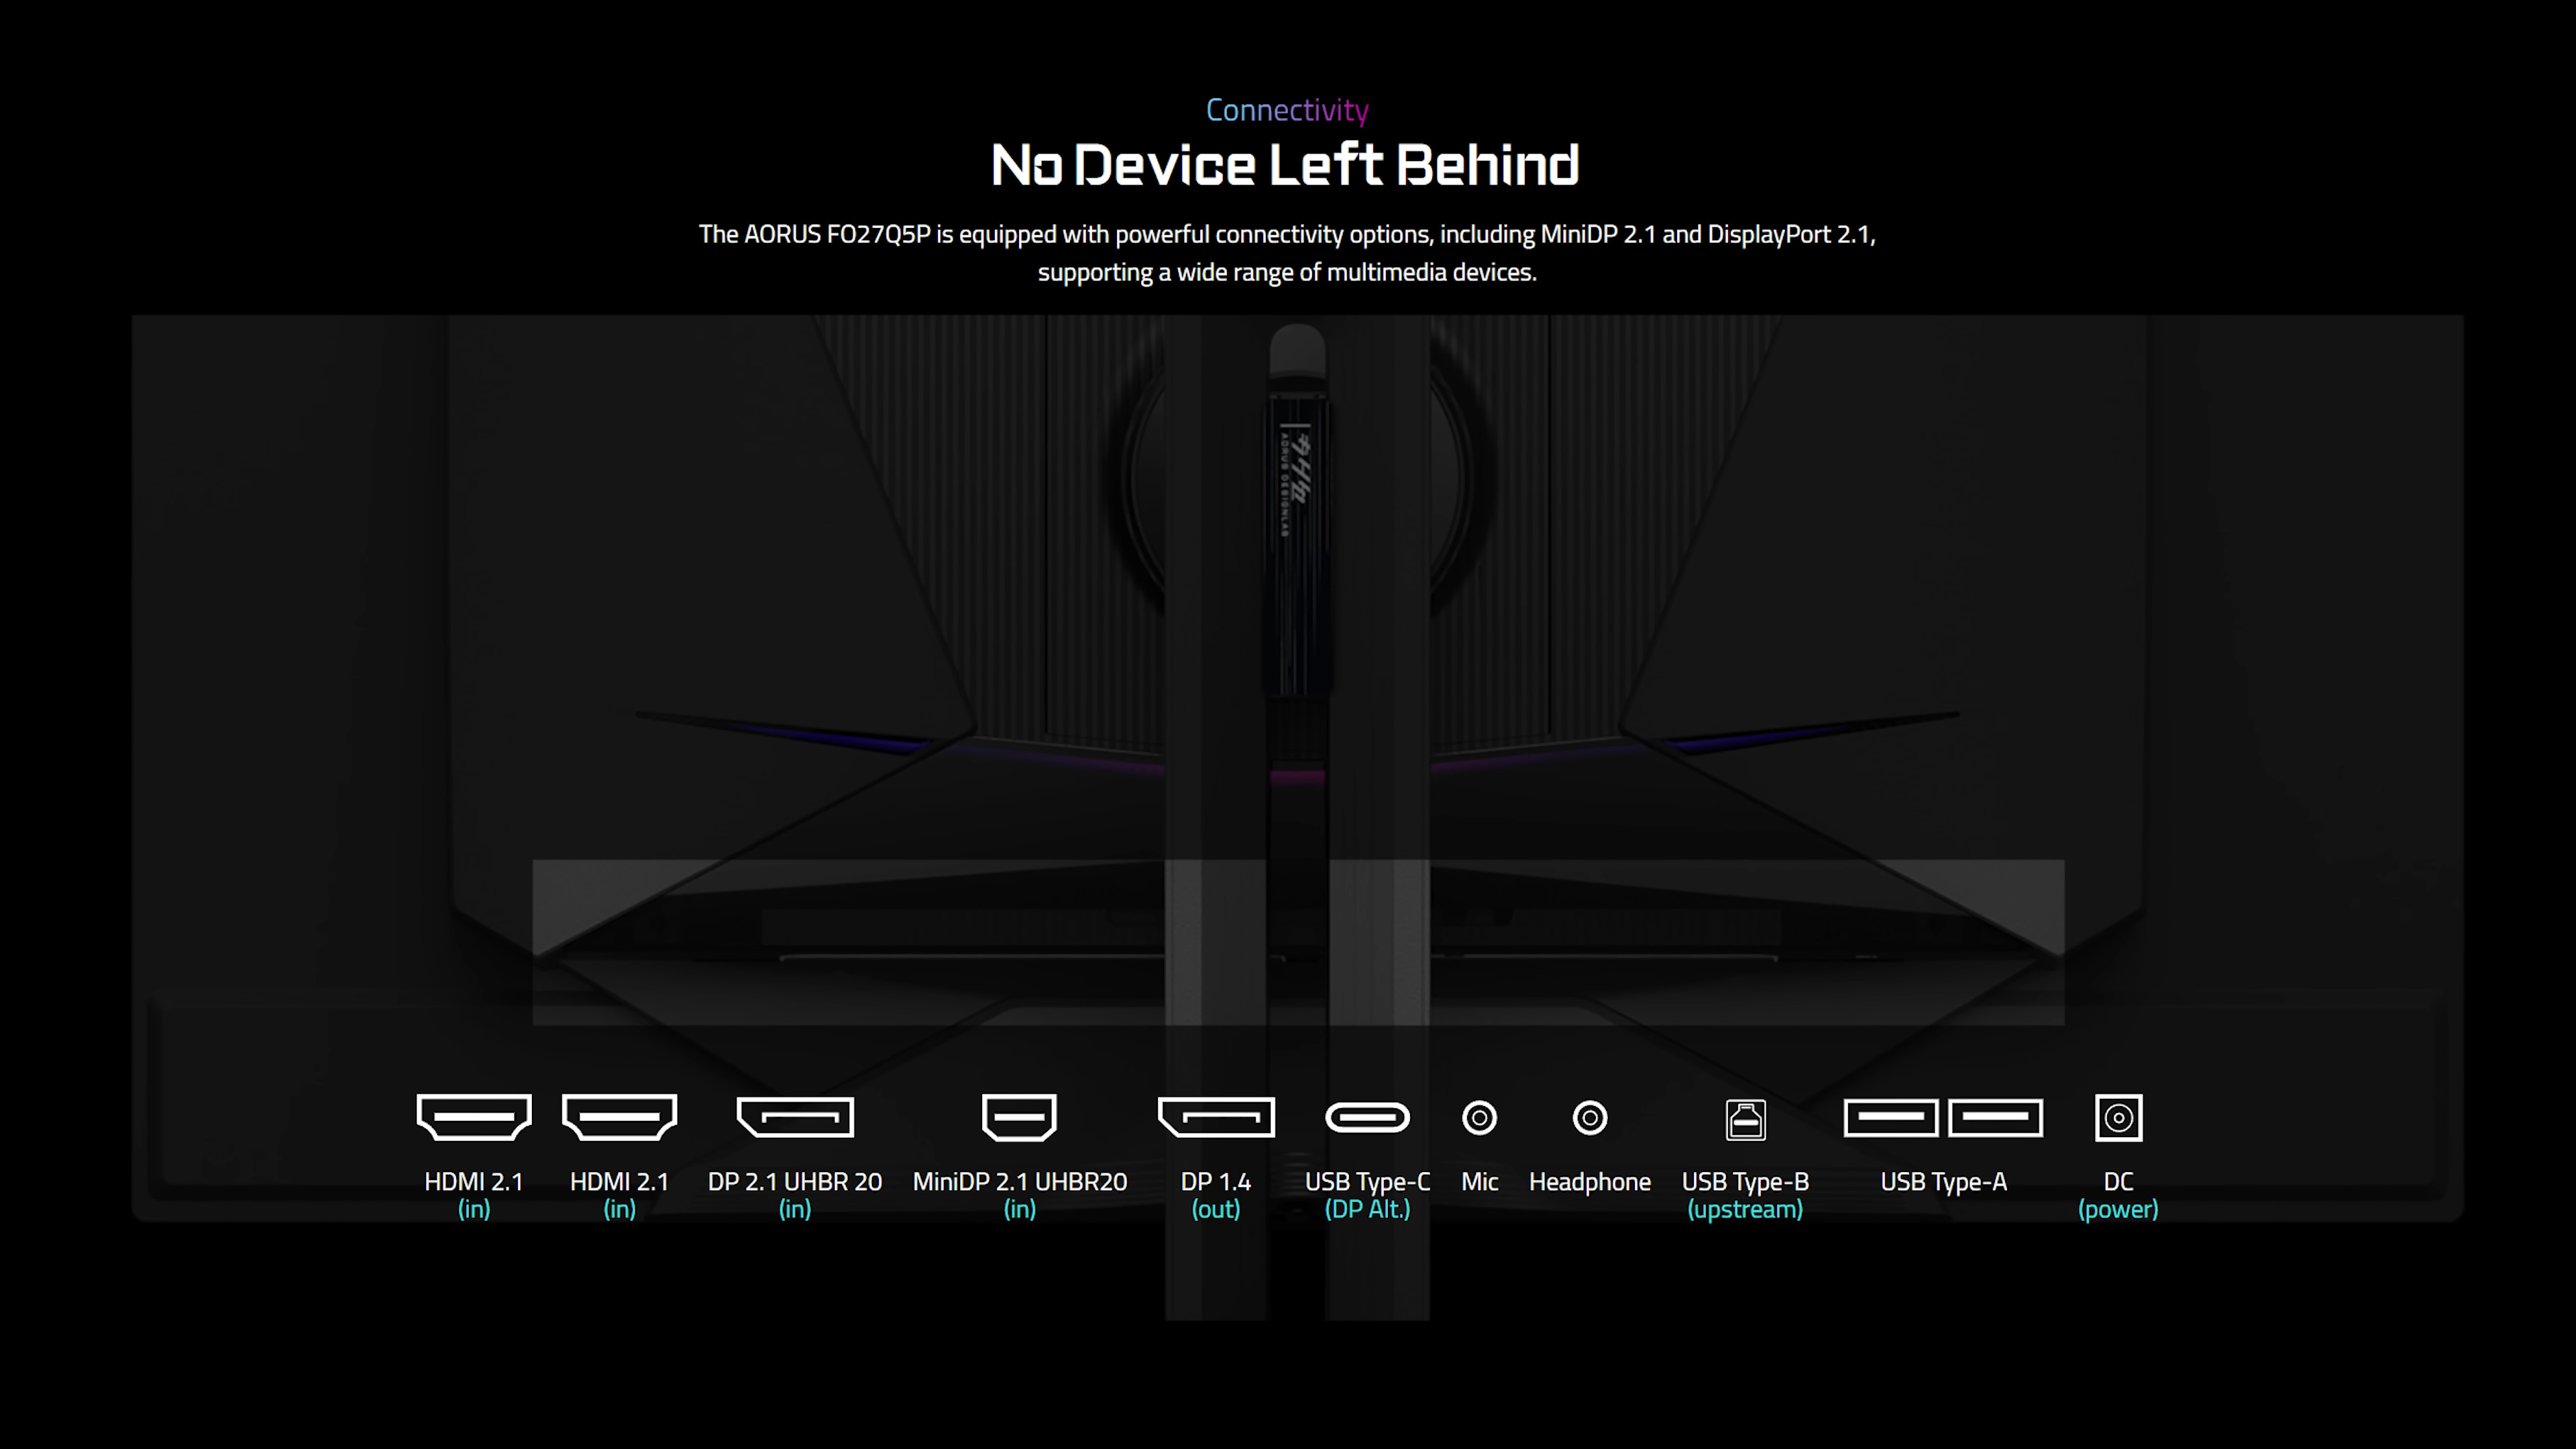 Connectivity
No Device Left Behind
The AORUS FO27Q5P is equipped with powerful connectivity options, including MiniDP 2.1 and DisplayPort 2.1,
supporting a wide range of multimedia devices.
AORUS DESIGNLAB
HDMI 2.1
(in)
HDMI 2.1
(in)
DP 2.1 UHBR 20
(in)
MiniDP 2.1 UHBR20
(in)
DP 1.4
(out)
USB Type-C
(DP Alt.)
Mic
Headphone
USB Type-B
(upstream)
USB Type-A
DC
(power)